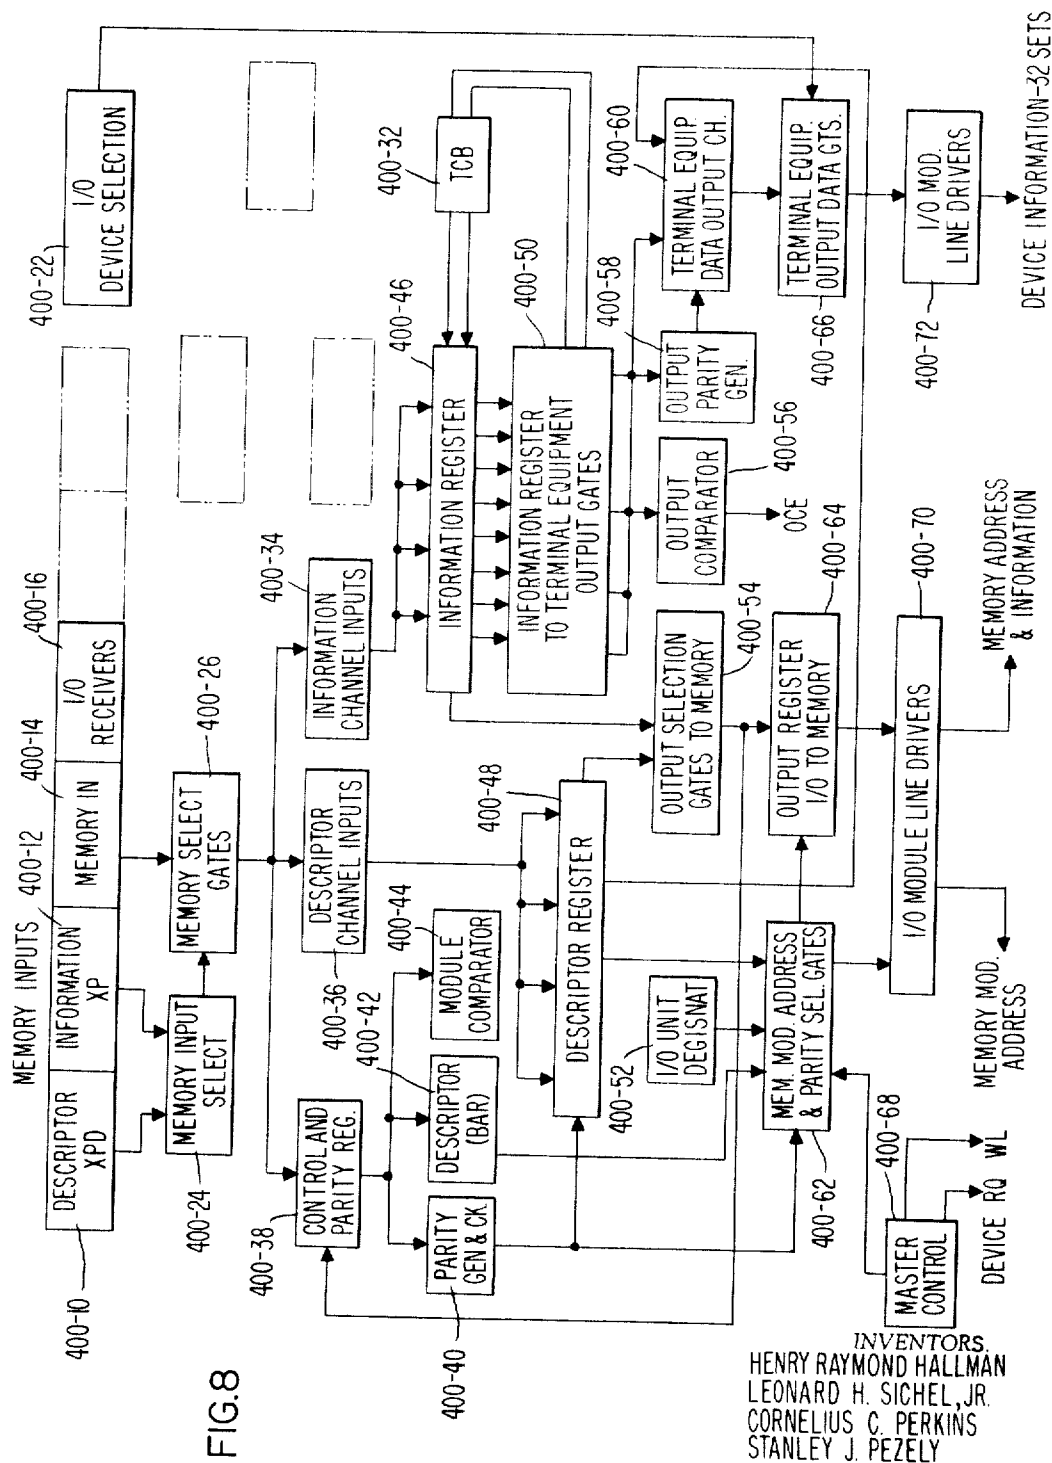 FIG.8
MEMORY INPUTS
400-10
400-12
400-14
400-16
400-22
DESCRIPTOR
XPD
INFORMATION
XP
MEMORY IN
I/O
RECEIVERS
I/O
DEVICE SELECTION
400-24
MEMORY INPUT
SELECT
400-26
MEMORY SELECT
GATES
400-38
CONTROL AND
PARITY REG.
400-36
DESCRIPTOR
CHANNEL INPUTS
400-34
INFORMATION
CHANNEL INPUTS
400-32
TCB
400-40
PARITY
GEN & CK.
400-42
DESCRIPTOR
(BAR)
400-44
MODULE
COMPARATOR
400-46
INFORMATION REGISTER
400-48
DESCRIPTOR REGISTER
400-50
INFORMATION REGISTER
TO TERMINAL EQUIPMENT
OUTPUT GATES
400-52
I/O UNIT
DEGISNAT
400-54
OUTPUT SELECTION
GATES TO MEMORY
400-56
OUTPUT
COMPARATOR
OCE
400-58
OUTPUT
PARITY
GEN.
400-60
TERMINAL EQUIP.
DATA OUTPUT CH.
400-62
MEM. MOD. ADDRESS
& PARITY SEL. GATES
400-64
OUTPUT REGISTER
I/O TO MEMORY
400-66
TERMINAL EQUIP.
OUTPUT DATA GTS.
400-68
MASTER
CONTROL
DEVICE RQ
WL
400-70
I/O MODULE LINE DRIVERS
MEMORY MOD.
ADDRESS
MEMORY ADDRESS
& INFORMATION
400-72
I/O MOD.
LINE DRIVERS
DEVICE INFORMATION-32 SETS
INVENTORS.
HENRY RAYMOND HALLMAN
LEONARD H. SICHEL, JR.
CORNELIUS C. PERKINS
STANLEY J. PEZELY